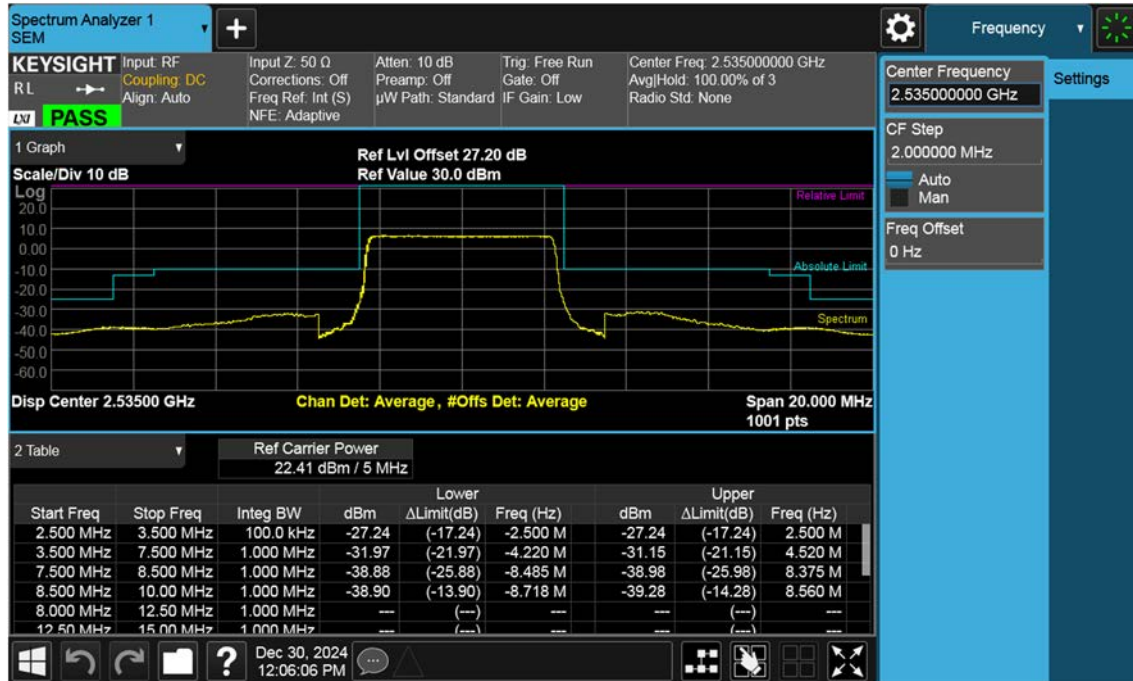 Spectrum Analyzer 1
SEM
+
Frequency
KEYSIGHT
R L
LXI PASS
Input: RF
Coupling: DC
Align: Auto
Input Z: 50 Ω
Corrections: Off
Freq Ref: Int (S)
NFE: Adaptive
Atten: 10 dB
Preamp: Off
µW Path: Standard
Trig: Free Run
Gate: Off
IF Gain: Low
Center Freq: 2.535000000 GHz
Avg|Hold: 100.00% of 3
Radio Std: None
Center Frequency
2.535000000 GHz
Settings
CF Step
2.000000 MHz
Auto
Man
Freq Offset
0 Hz
1 Graph
Scale/Div 10 dB
Ref Lvl Offset 27.20 dB
Ref Value 30.0 dBm
Log
20.0
10.0
0.00
-10.0
-20.0
-30.0
-40.0
-50.0
-60.0
Relative Limit
Absolute Limit
Spectrum
Disp Center 2.53500 GHz
Chan Det: Average, #Offs Det: Average
Span 20.000 MHz
1001 pts
2 Table
Ref Carrier Power
22.41 dBm / 5 MHz
Lower Upper
Start Freq Stop Freq Integ BW dBm ΔLimit(dB) Freq (Hz) dBm ΔLimit(dB) Freq (Hz)
2.500 MHz 3.500 MHz 100.0 kHz -27.24 (-17.24) -2.500 M -27.24 (-17.24) 2.500 M
3.500 MHz 7.500 MHz 1.000 MHz -31.97 (-21.97) -4.220 M -31.15 (-21.15) 4.520 M
7.500 MHz 8.500 MHz 1.000 MHz -38.88 (-25.88) -8.485 M -38.98 (-25.98) 8.375 M
8.500 MHz 10.00 MHz 1.000 MHz -38.90 (-13.90) -8.718 M -39.28 (-14.28) 8.560 M
8.000 MHz 12.50 MHz 1.000 MHz --- (---) --- --- (---) ---
12.50 MHz 15.00 MHz 1.000 MHz --- (---) --- --- (---) ---
?
Dec 30, 2024
12:06:06 PM